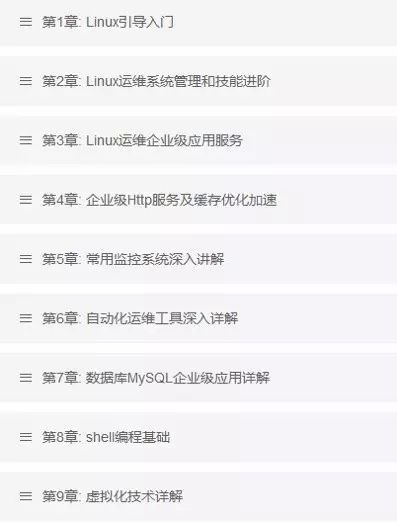 第1章: Linux引导入门
第2章: Linux运维系统管理和技能进阶
第3章: Linux运维企业级应用服务
第4章: 企业级Http服务及缓存优化加速
第5章: 常用监控系统深入讲解
第6章: 自动化运维工具深入详解
第7章: 数据库MySQL企业级应用详解
第8章: shell编程基础
第9章: 虚拟化技术详解